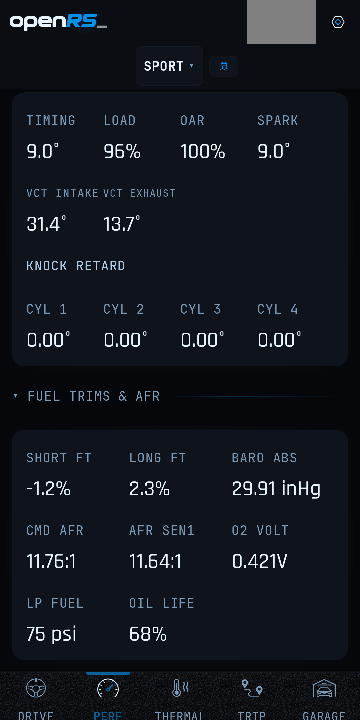 openRS_
SPORT ▾
TIMING LOAD OAR SPARK
9.0° 96% 100% 9.0°
VCT INTAKE VCT EXHAUST
31.4° 13.7°
KNOCK RETARD
CYL 1 CYL 2 CYL 3 CYL 4
0.00° 0.00° 0.00° 0.00°
▾ FUEL TRIMS & AFR
SHORT FT LONG FT BARO ABS
-1.2% 2.3% 29.91 inHg
CMD AFR AFR SEN1 O2 VOLT
11.76:1 11.64:1 0.421V
LP FUEL OIL LIFE
75 psi 68%
DRIVE PERF THERMAL TRIP GARAGE